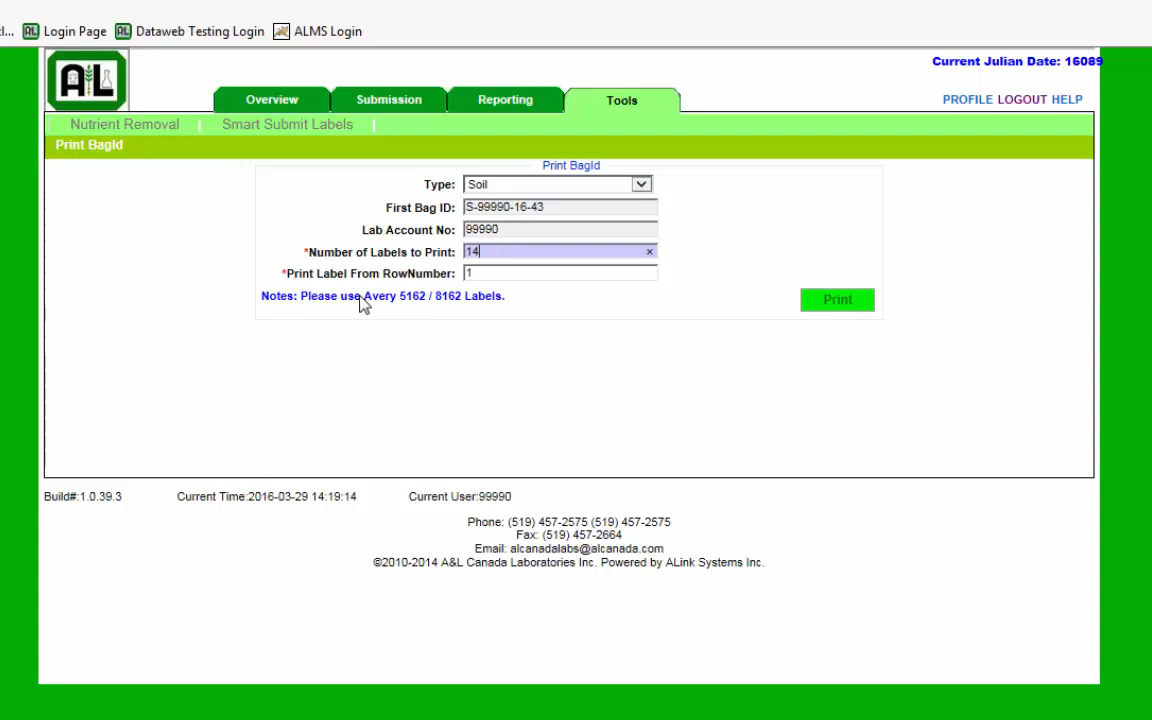 Login Page Dataweb Testing Login ALMS Login
Current Julian Date: 16089
A L
Overview Submission Reporting Tools
PROFILE LOGOUT HELP
Nutrient Removal | Smart Submit Labels |
Print BagId
Print BagId
Type: Soil
First Bag ID: S-99990-16-43
Lab Account No: 99990
*Number of Labels to Print: 14 ×
*Print Label From RowNumber: 1
Notes: Please use Avery 5162 / 8162 Labels.
Print
Build#:1.0.39.3 Current Time:2016-03-29 14:19:14 Current User:99990
Phone: (519) 457-2575 (519) 457-2575
Fax: (519) 457-2664
Email: alcanadalabs@alcanada.com
©2010-2014 A&L Canada Laboratories Inc. Powered by ALink Systems Inc.